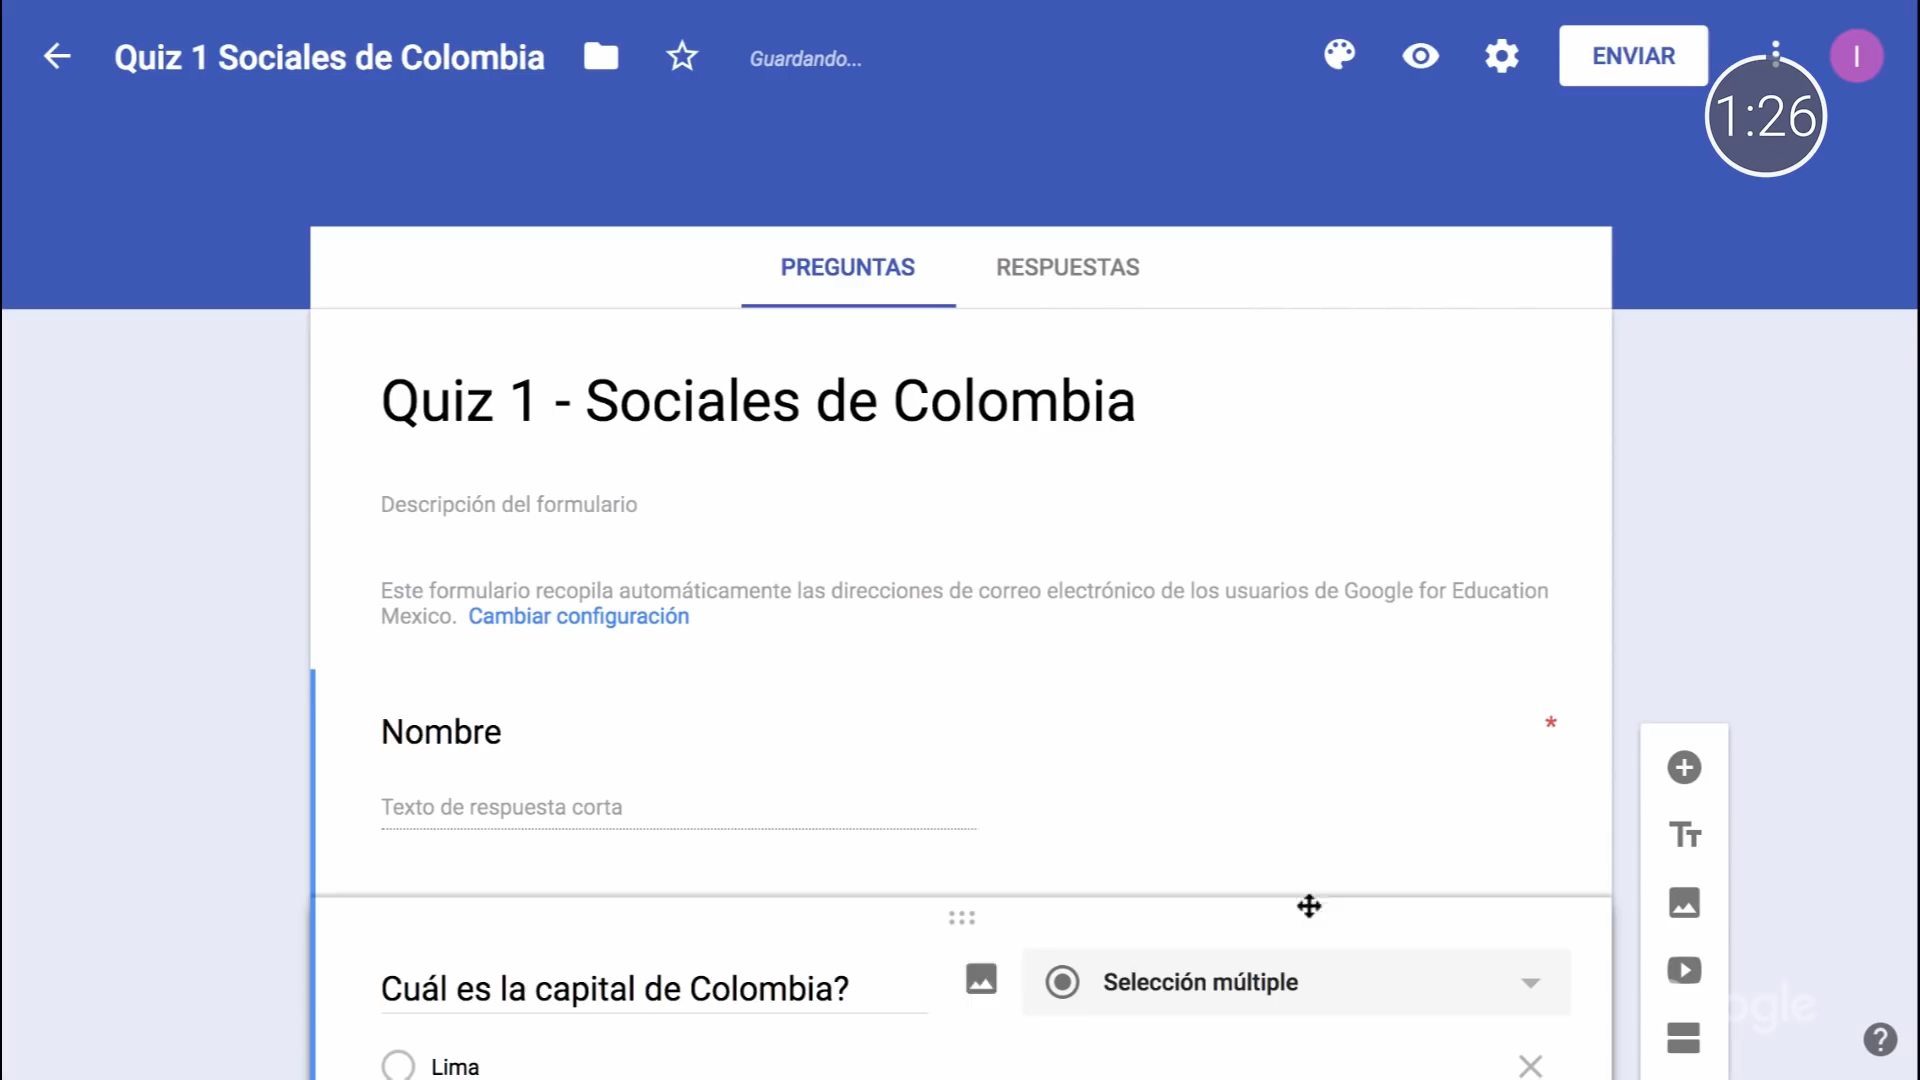 Quiz 1 Sociales de Colombia
Guardando...
ENVIAR
I
1:26
PREGUNTAS
RESPUESTAS
Quiz 1 - Sociales de Colombia
Descripción del formulario
Este formulario recopila automáticamente las direcciones de correo electrónico de los usuarios de Google for Education
Mexico. Cambiar configuración
Nombre
*
Texto de respuesta corta
Tт
Cuál es la capital de Colombia?
Selección múltiple
ogle
Lima
?